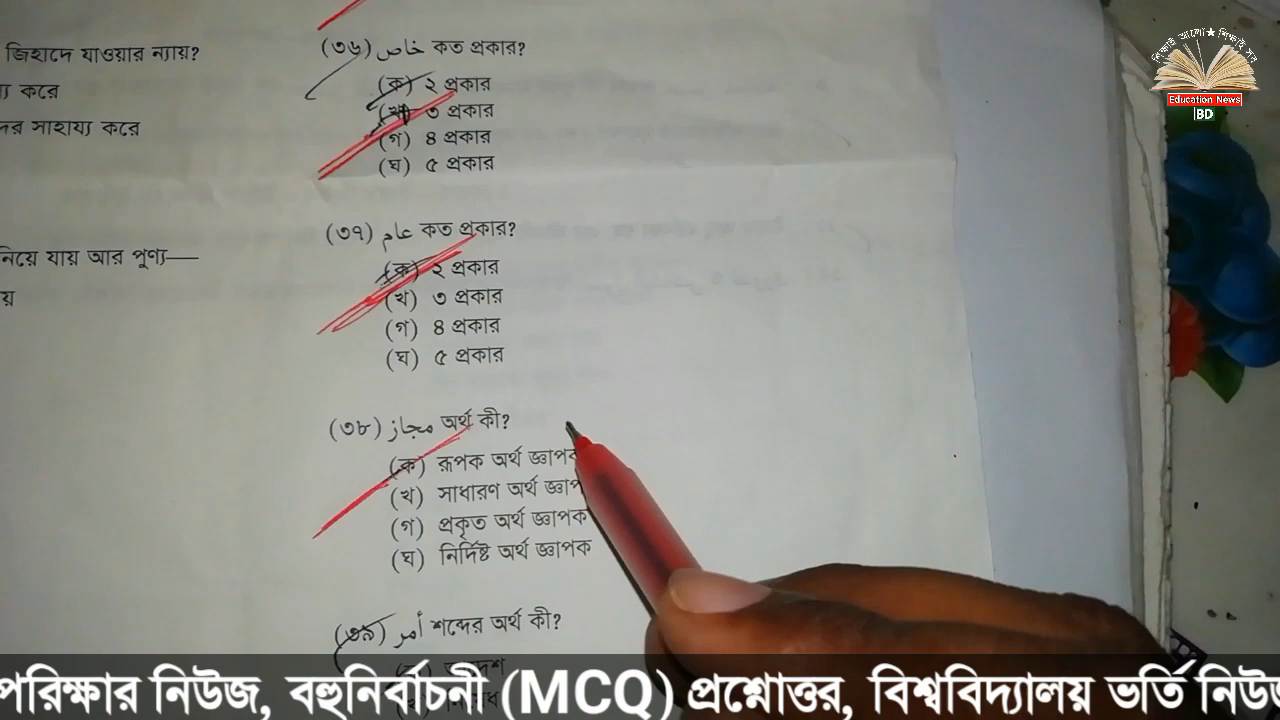 জিহাদে যাওয়ার ন্যায়?
করে
সাহায্য করে
নিয়ে যায় আর পুণ্য—
(৩৬) خاص কত প্রকার?
(ক) ২ প্রকার
(খ) ৩ প্রকার
(গ) ৪ প্রকার
(ঘ) ৫ প্রকার
(৩৭) عام কত প্রকার?
(ক) ২ প্রকার
(খ) ৩ প্রকার
(গ) ৪ প্রকার
(ঘ) ৫ প্রকার
(৩৮) مجاز অর্থ কী?
(ক) রূপক অর্থ জ্ঞাপক
(খ) সাধারণ অর্থ
(গ) প্রকৃত অর্থ জ্ঞাপক
(ঘ) নির্দিষ্ট অর্থ জ্ঞাপক
(৩৯) أمر শব্দের অর্থ কী?
শিক্ষাই আলো★
Education News
BD
পরিক্ষার নিউজ, বহুনির্বাচনী (MCQ) প্রশ্নোত্তর, বিশ্ববিদ্যালয় ভর্তি নিউজ